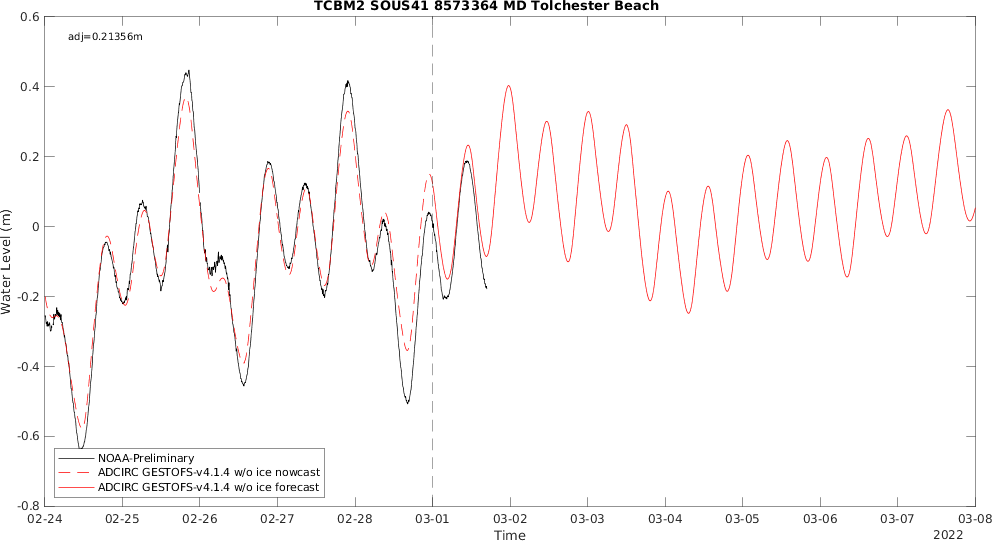 TCBM2 SOUS41 8573364 MD Tolchester Beach
adj=0.21356m
0.6
0.4
0.2
0
-0.2
-0.4
-0.6
-0.8
Water Level (m)
NOAA-Preliminary
ADCIRC GESTOFS-v4.1.4 w/o ice nowcast
ADCIRC GESTOFS-v4.1.4 w/o ice forecast
02-24 02-25 02-26 02-27 02-28 03-01 03-02 03-03 03-04 03-05 03-06 03-07 03-08
Time
2022